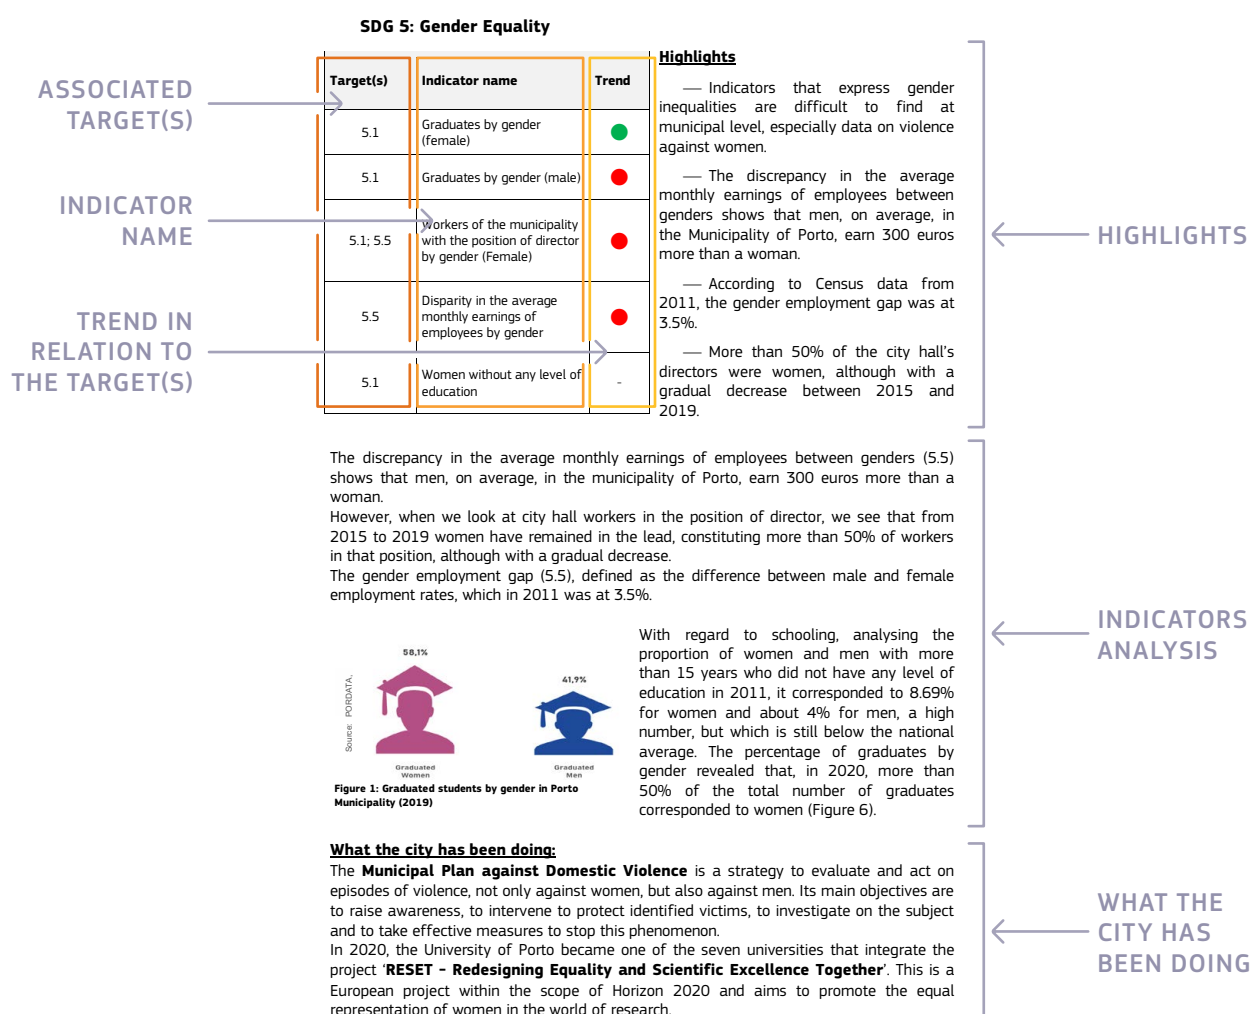 SDG 5: Gender Equality
ASSOCIATED
TARGET(S)
INDICATOR
NAME
TREND IN
RELATION TO
THE TARGET(S)
Target(s) Indicator name Trend
5.1 Graduates by gender
(female)
5.1 Graduates by gender (male)
5.1; 5.5 Workers of the municipality
with the position of director
by gender (Female)
5.5 Disparity in the average
monthly earnings of
employees by gender
5.1 Women without any level of
education -
Highlights
— Indicators that express gender
inequalities are difficult to find at
municipal level, especially data on violence
against women.
— The discrepancy in the average
monthly earnings of employees between
genders shows that men, on average, in
the Municipality of Porto, earn 300 euros
more than a woman.
— According to Census data from
2011, the gender employment gap was at
3.5%.
— More than 50% of the city hall's
directors were women, although with a
gradual decrease between 2015 and
2019.
HIGHLIGHTS
The discrepancy in the average monthly earnings of employees between genders (5.5)
shows that men, on average, in the municipality of Porto, earn 300 euros more than a
woman.
However, when we look at city hall workers in the position of director, we see that from
2015 to 2019 women have remained in the lead, constituting more than 50% of workers
in that position, although with a gradual decrease.
The gender employment gap (5.5), defined as the difference between male and female
employment rates, which in 2011 was at 3.5%.
Source: PORDATA,
58,1%
Graduated
Women
41,9%
Graduated
Men
Figure 1: Graduated students by gender in Porto
Municipality (2019)
With regard to schooling, analysing the
proportion of women and men with more
than 15 years who did not have any level of
education in 2011, it corresponded to 8.69%
for women and about 4% for men, a high
number, but which is still below the national
average. The percentage of graduates by
gender revealed that, in 2020, more than
50% of the total number of graduates
corresponded to women (Figure 6).
INDICATORS
ANALYSIS
What the city has been doing:
The Municipal Plan against Domestic Violence is a strategy to evaluate and act on
episodes of violence, not only against women, but also against men. Its main objectives are
to raise awareness, to intervene to protect identified victims, to investigate on the subject
and to take effective measures to stop this phenomenon.
In 2020, the University of Porto became one of the seven universities that integrate the
project 'RESET – Redesigning Equality and Scientific Excellence Together'. This is a
European project within the scope of Horizon 2020 and aims to promote the equal
representation of women in the world of research.
WHAT THE
CITY HAS
BEEN DOING